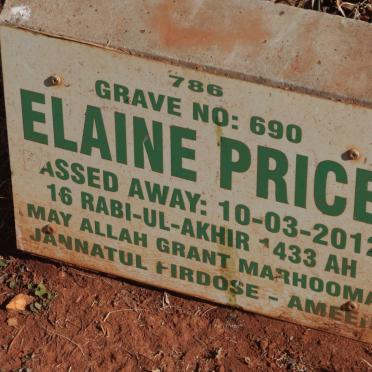 786
GRAVE NO: 690
ELAINE PRICE
ASSED AWAY: 10-03-2012
16 RABI-UL-AKHIR 1433 AH
MAY ALLAH GRANT MARHOOMA
JANNATUL FIRDOSE - AMEEN